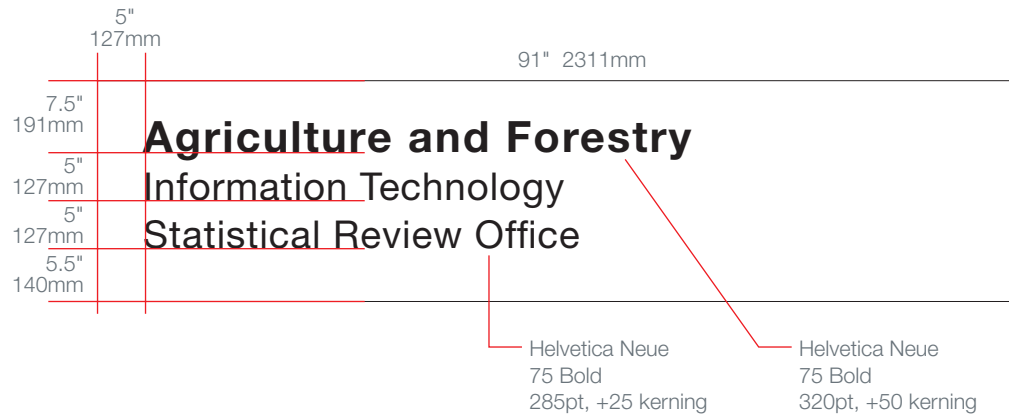 5"
127mm
91" 2311mm
7.5"
191mm
Agriculture and Forestry
5"
127mm
Information Technology
5"
127mm
Statistical Review Office
5.5"
140mm
Helvetica Neue
75 Bold
285pt, +25 kerning
Helvetica Neue
75 Bold
320pt, +50 kerning